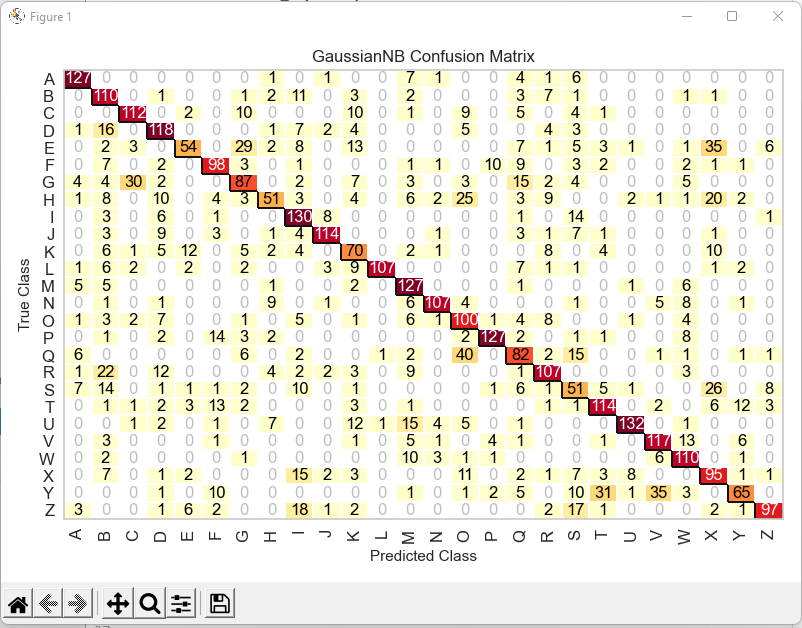 Figure 1
GaussianNB Confusion Matrix
True Class
A 127 0 0 0 0 0 0 1 0 1 0 0 7 1 0 0 4 1 6 0 0 0 0 0 0 0
B 0 110 0 1 0 0 1 2 11 0 3 0 2 0 0 0 3 7 1 0 0 0 1 1 0 0
C 0 0 112 0 2 0 10 0 0 0 10 0 1 0 9 0 5 0 4 1 0 0 0 0 0 0
D 1 16 0 118 0 0 0 1 7 2 4 0 0 0 5 0 0 4 3 0 0 0 0 0 0 0
E 0 2 3 0 54 0 29 2 8 0 13 0 0 0 0 0 7 1 5 3 1 0 1 35 0 6
F 0 7 0 2 0 98 3 0 1 0 0 0 1 1 0 10 9 0 3 2 0 0 2 1 1 0
G 4 4 30 2 0 0 87 0 2 0 7 0 3 0 3 0 15 2 4 0 0 0 5 0 0 0
H 1 8 0 10 0 4 3 51 3 0 4 0 6 2 25 0 3 9 0 0 2 1 1 20 2 0
I 0 3 0 6 0 1 0 0 130 8 0 0 0 0 0 0 1 0 14 0 0 0 0 0 0 1
J 0 3 0 9 0 3 0 1 4 114 0 0 0 1 0 0 3 1 7 1 0 0 0 1 0 0
K 0 6 1 5 12 0 5 2 4 0 70 0 2 1 0 0 0 8 0 4 0 0 0 10 0 0
L 1 6 2 0 2 0 2 0 0 3 9 107 0 0 0 0 7 1 1 0 0 0 0 1 2 0
M 5 5 0 0 0 0 0 1 0 0 2 0 127 0 0 0 1 0 0 0 1 0 6 0 0 0
N 0 1 0 1 0 0 0 9 0 1 0 0 6 107 4 0 0 0 1 0 0 5 8 0 1 0
O 1 3 2 7 0 0 1 0 5 0 1 0 6 1 100 1 4 8 0 0 1 0 4 0 0 0
P 0 1 0 2 0 14 3 2 0 0 0 0 0 0 2 127 2 0 1 1 0 0 8 0 0 0
Q 6 0 0 0 0 0 6 0 2 0 0 1 2 0 40 0 82 2 15 0 0 1 1 0 1 1
R 1 22 0 12 0 0 0 4 2 2 3 0 9 0 0 0 1 107 0 0 0 0 3 0 0 0
S 7 14 0 1 1 1 2 0 10 0 1 0 0 0 0 1 6 1 51 5 1 0 0 26 0 8
T 0 1 1 2 3 13 2 0 0 0 3 0 1 0 0 0 0 1 1 114 0 2 0 6 12 3
U 0 0 1 2 0 1 0 7 0 0 12 1 15 4 5 0 1 0 0 0 132 0 1 0 0 0
V 0 3 0 0 0 1 0 0 0 0 1 0 5 1 0 4 1 0 0 1 0 117 13 0 6 0
W 0 2 0 0 0 0 1 0 0 0 0 0 10 3 1 1 0 0 0 0 0 6 110 0 1 0
X 0 7 0 1 2 0 0 0 15 2 3 0 0 0 11 0 2 1 7 3 8 0 0 95 1 1
Y 0 0 0 1 0 10 0 0 0 0 0 0 1 0 1 2 5 0 10 31 1 35 3 0 65 0
Z 3 0 0 1 6 2 0 0 18 1 2 0 0 0 0 0 0 2 17 1 0 0 0 2 1 97
A B C D E F G H I J K L M N O P Q R S T U V W X Y Z
Predicted Class